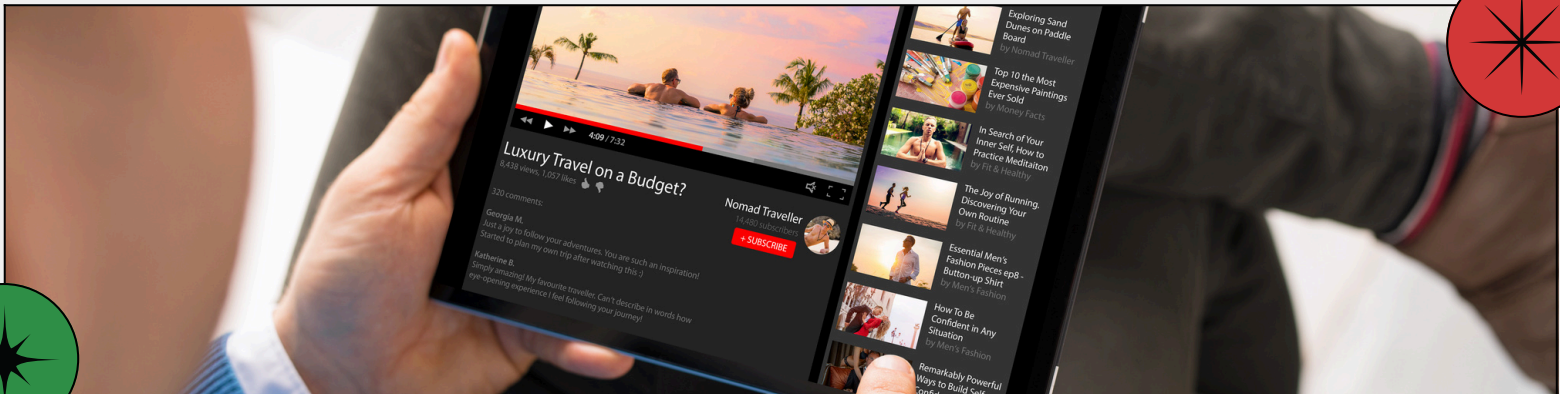 4:09 / 7:32
Luxury Travel on a Budget?
8,438 views, 1,057 likes
320 comments:
Georgia M.
Just a joy to follow your adventures. You are such an inspiration!
Started to plan my own trip after watching this :)
Katherine B.
Simply amazing! My favourite traveller. Can't describe in words how
eye-opening experience I feel following your journey!
Nomad Traveller
14,480 subscribers
+ SUBSCRIBE
Exploring Sand
Dunes on Paddle
Board
by Nomad Traveller
Top 10 the Most
Expensive Paintings
Ever Sold
by Money Facts
In Search of Your
Inner Self, How to
Practice Meditaiton
by Fit & Healthy
The Joy of Running.
Discovering Your
Own Routine
by Fit & Healthy
Essential Men's
Fashion Pieces ep8 -
Button-up Shirt
by Men's Fashion
How To Be
Confident in Any
Situation
by Men's Fashion
Remarkably Powerful
Ways to Build Self